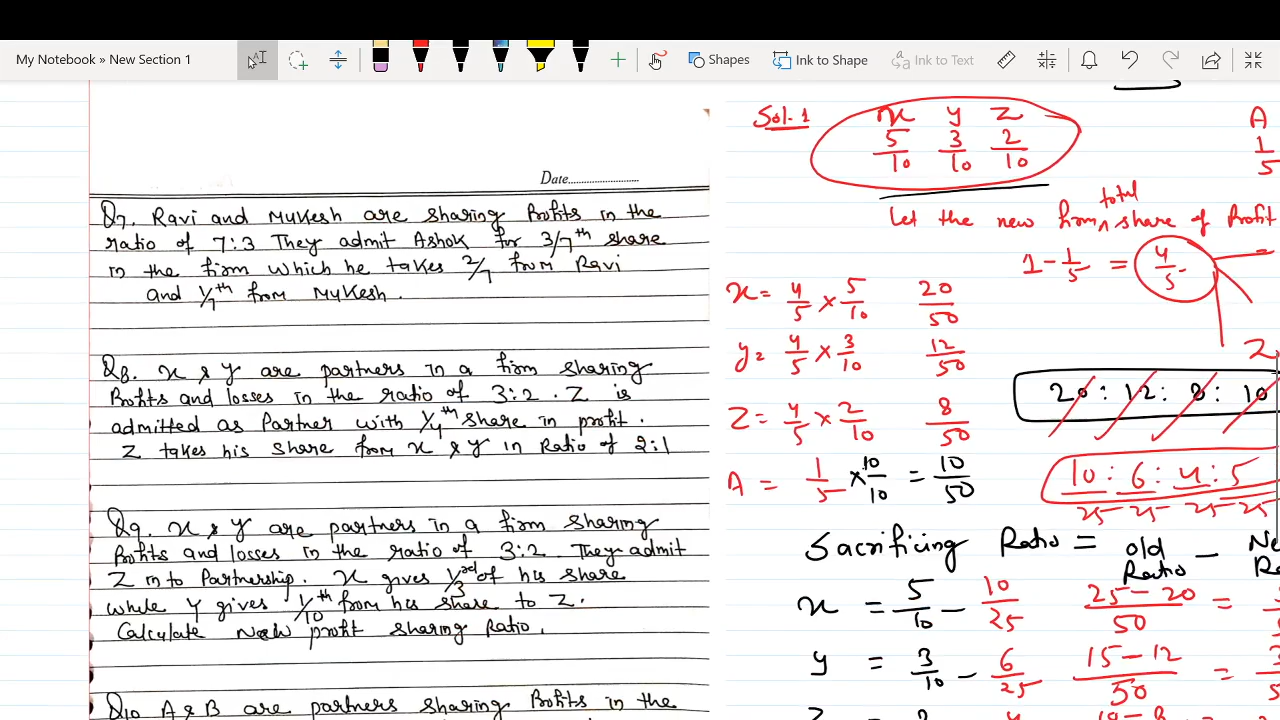 My Notebook » New Section 1
Shapes
Ink to Shape
Ink to Text
Date
Q7. Ravi and Mukesh are sharing Profits in the
ratio of 7:3 They admit Ashok for 3/7th share
in the firm which he takes 2/7 from Ravi
and 1/7th from Mukesh.
Q8. X & Y are partners in a firm sharing
Profits and losses in the ratio of 3:2. Z is
admitted as Partner with 1/4th share in profit.
Z takes his share from X & Y in Ratio of 2:1
Q9. X & Y are partners in a firm sharing
Profits and losses in the ratio of 3:2. They admit
Z in to Partnership. X gives 1/3rd of his share
while Y gives 1/10th from his share to Z.
Calculate New profit sharing Ratio.
Q10 A & B are partners sharing Profits in the
Sol.1 x y z
5/10 3/10 2/10
A
1/5
Let the new firm total share of Profit
1 - 1/5 = 4/5
x = 4/5 × 5/10 20/50
y = 4/5 × 3/10 12/50
Z = 4/5 × 2/10 8/50
A = 1/5 × 10/10 = 10/50
Z
20 : 12 : 8 : 10
10 : 6 : 4 : 5
25 25 25 25
Sacrificing Ratio = old Ratio -
x = 5/10 - 10/25 25-20/50 =
y = 3/10 - 6/25 15-12/50 =